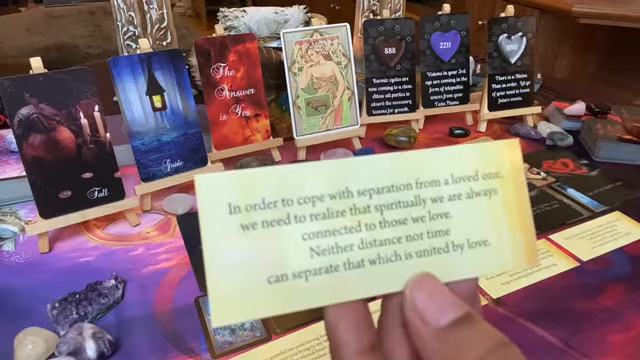 Fall
Guide
The
Answer
is Yes
888
Karmic cycles are
now coming to a close.
Allow all parties to
absorb the necessary
lessons for growth.
2211
Visions in your 3rd
eye are coming in the
form of telepathic
waves from your
Twin Flame
1010
There is a Divine
Plan in order. Let go
of your need to know
future events.
In order to cope with separation from a loved one,
we need to realize that spiritually we are always
connected to those we love.
Neither distance nor time
can separate that which is united by love.